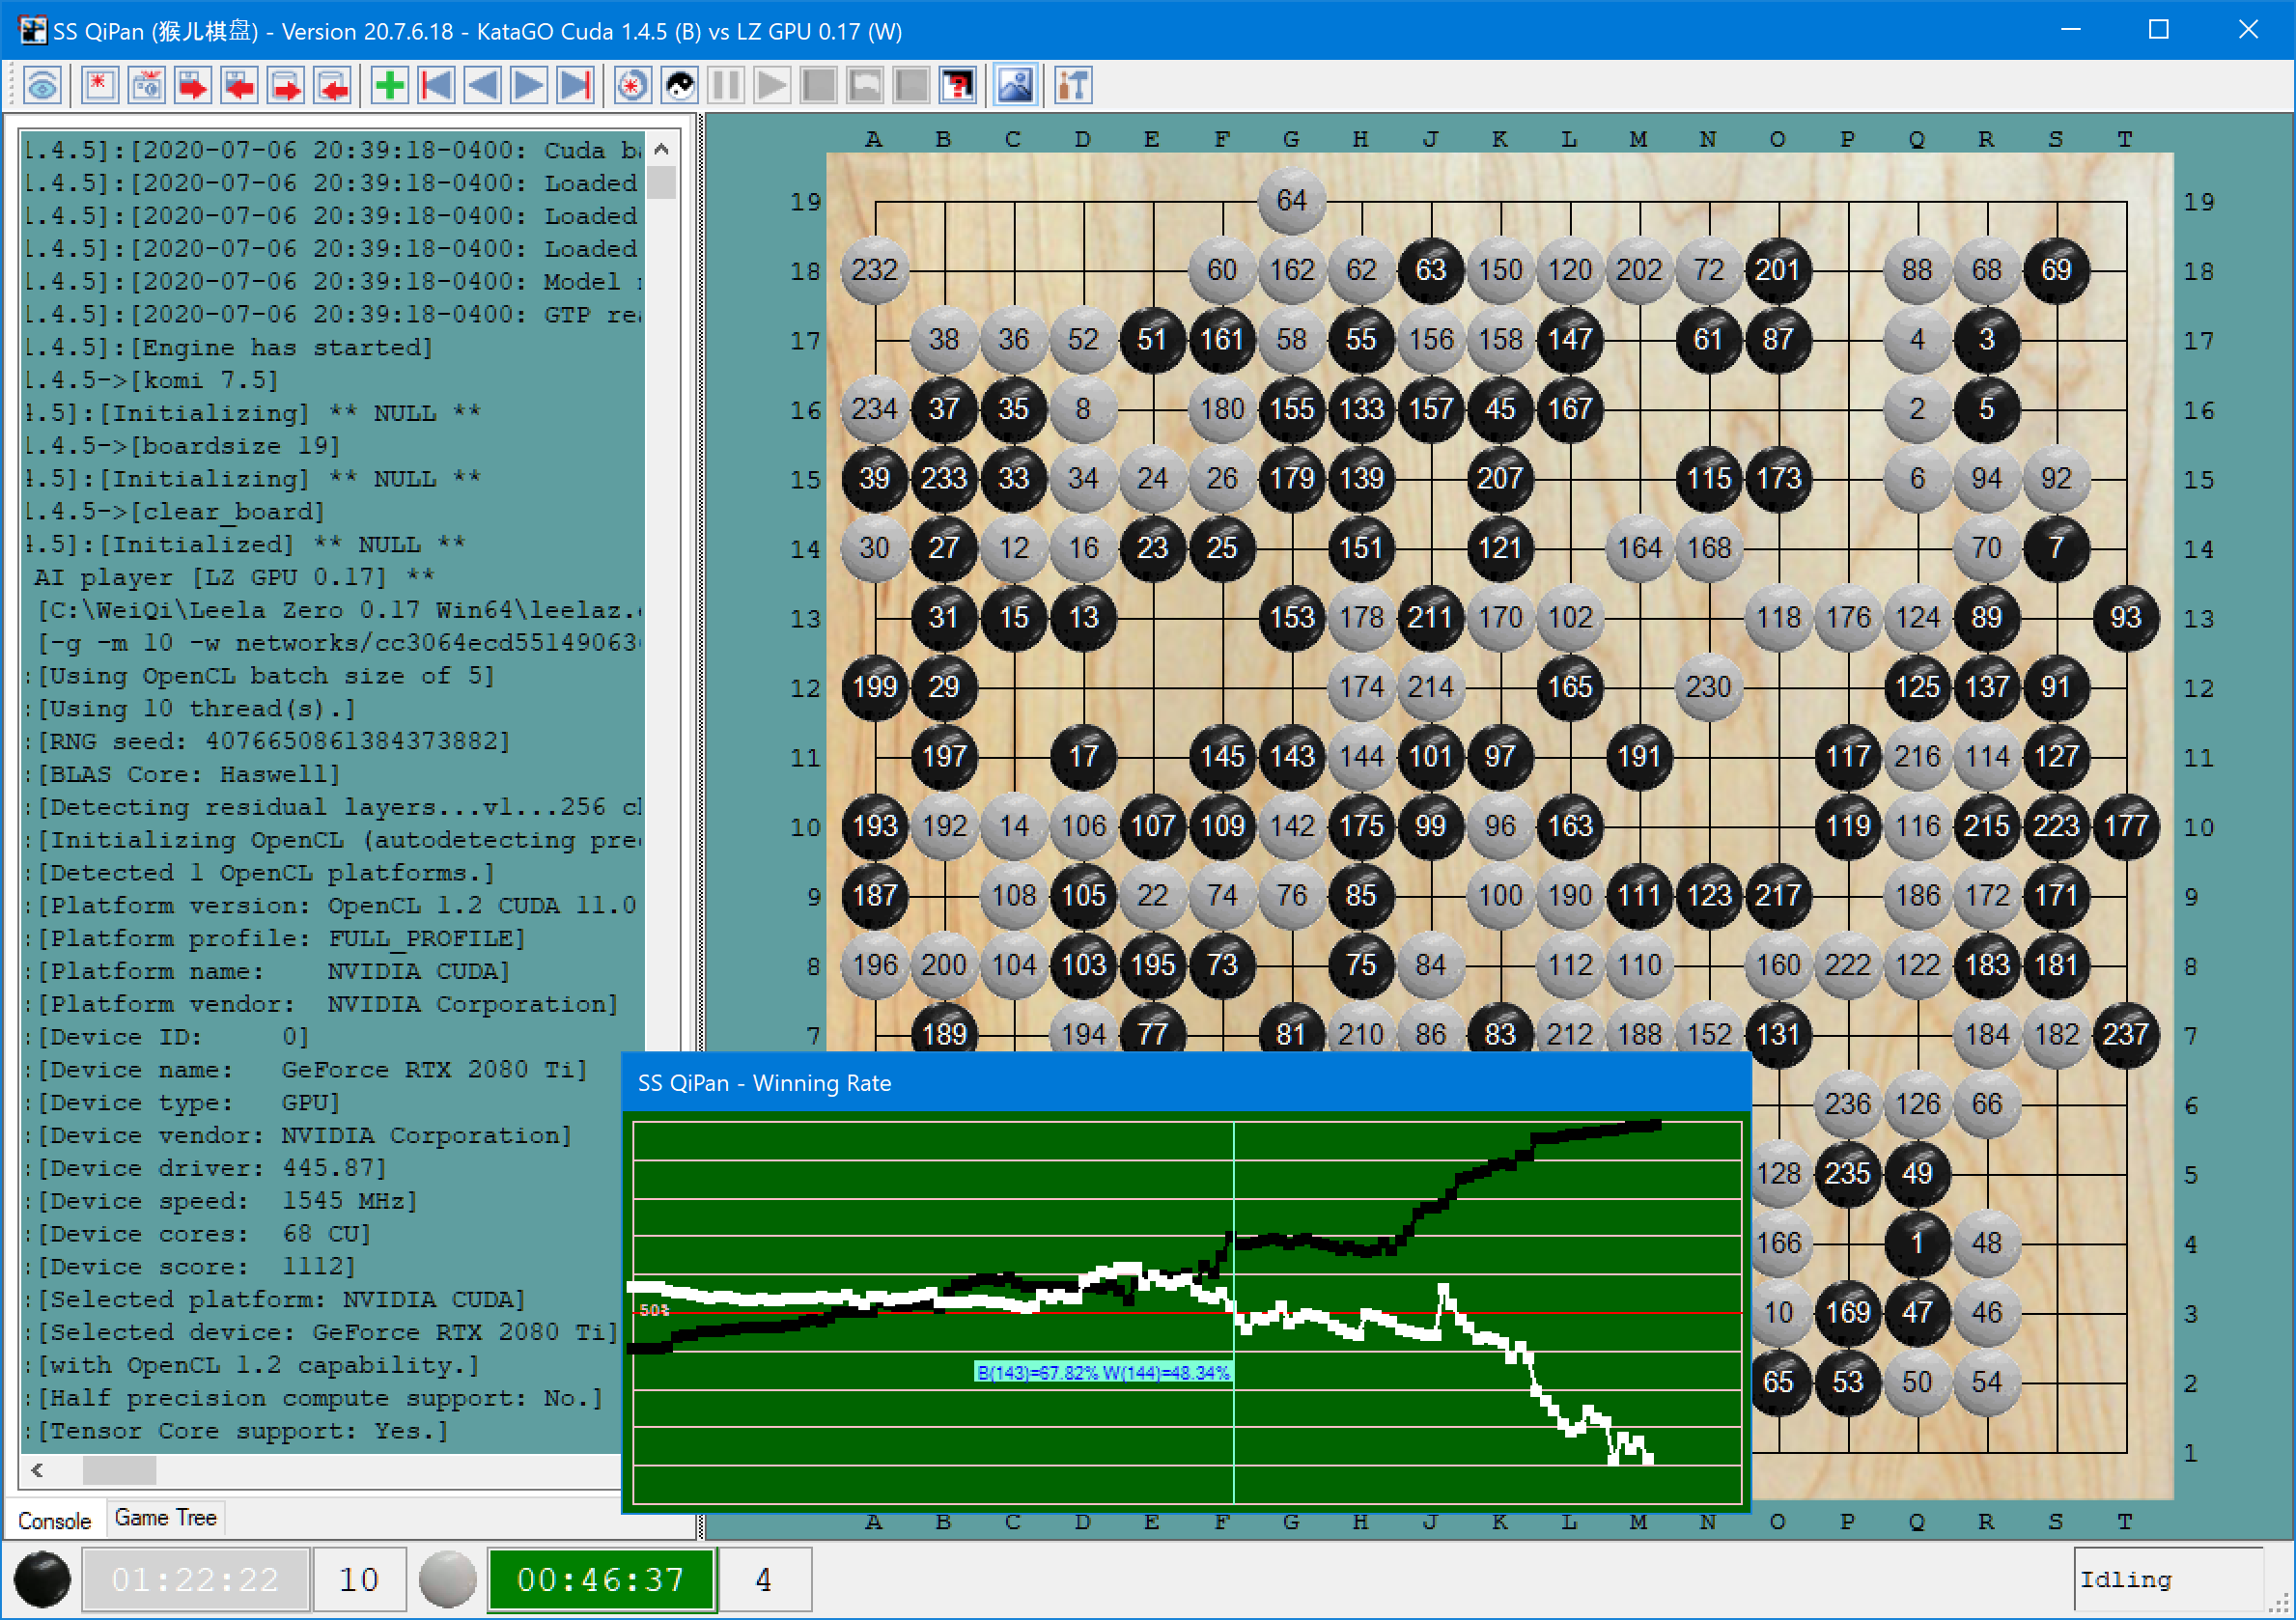 SS QiPan (猴儿棋盘) - Version 20.7.6.18 - KataGO Cuda 1.4.5 (B) vs LZ GPU 0.17 (W)
1.4.5]:[2020-07-06 20:39:18-0400: Cuda ba
1.4.5]:[2020-07-06 20:39:18-0400: Loaded
1.4.5]:[2020-07-06 20:39:18-0400: Loaded
1.4.5]:[2020-07-06 20:39:18-0400: Loaded
1.4.5]:[2020-07-06 20:39:18-0400: Model
1.4.5]:[2020-07-06 20:39:18-0400: GTP rea
1.4.5]:[Engine has started]
1.4.5->[komi 7.5]
4.5]:[Initializing] ** NULL **
1.4.5->[boardsize 19]
4.5]:[Initializing] ** NULL **
1.4.5->[clear_board]
4.5]:[Initialized] ** NULL **
AI player [LZ GPU 0.17] **
[C:\WeiQi\Leela Zero 0.17 Win64\leelaz.e
[-g -m 10 -w networks/cc3064ecd55149063
:[Using OpenCL batch size of 5]
:[Using 10 thread(s).]
:[RNG seed: 4076650861384373882]
:[BLAS Core: Haswell]
:[Detecting residual layers...v1...256 ch
:[Initializing OpenCL (autodetecting pre
:[Detected 1 OpenCL platforms.]
:[Platform version: OpenCL 1.2 CUDA 11.0
:[Platform profile: FULL_PROFILE]
:[Platform name: NVIDIA CUDA]
:[Platform vendor: NVIDIA Corporation]
:[Device ID: 0]
:[Device name: GeForce RTX 2080 Ti]
:[Device type: GPU]
:[Device vendor: NVIDIA Corporation]
:[Device driver: 445.87]
:[Device speed: 1545 MHz]
:[Device cores: 68 CU]
:[Device score: 1112]
:[Selected platform: NVIDIA CUDA]
:[Selected device: GeForce RTX 2080 Ti]
:[with OpenCL 1.2 capability.]
:[Half precision compute support: No.]
:[Tensor Core support: Yes.]
Console Game Tree
A B C D E F G H J K L M N O P Q R S T
19 64 19
18 232 60 162 62 63 150 120 202 72 201 88 68 69 18
17 38 36 52 51 161 58 55 156 158 147 61 87 4 3 17
16 234 37 35 8 180 155 133 157 45 167 2 5 16
15 39 233 33 34 24 26 179 139 207 115 173 6 94 92 15
14 30 27 12 16 23 25 151 121 164 168 70 7 14
13 31 15 13 153 178 211 170 102 118 176 124 89 93 13
12 199 29 174 214 165 230 125 137 91 12
11 197 17 145 143 144 101 97 191 117 216 114 127 11
10 193 192 14 106 107 109 142 175 99 96 163 119 116 215 223 177 10
9 187 108 105 22 74 76 85 100 190 111 123 217 186 172 171 9
8 196 200 104 103 195 73 75 84 112 110 160 222 122 183 181 8
7 189 194 77 81 210 86 83 212 188 152 131 184 182 237 7
236 126 66 6
128 235 49 5
166 1 48 4
10 169 47 46 3
65 53 50 54 2
1
A B C D E F G H J K L M N O P Q R S T
SS QiPan - Winning Rate
50%
B(143)=67.82% W(144)=48.34%
01:22:22 10 00:46:37 4 Idling